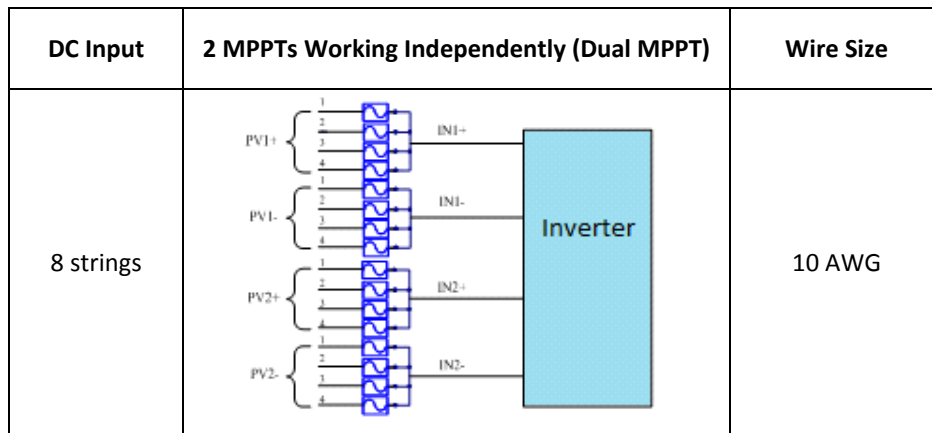 DC Input
2 MPPTs Working Independently (Dual MPPT)
Wire Size
8 strings
PV1+
1
2
3
4
IN1+
PV1-
1
2
3
4
IN1-
PV2+
1
2
3
4
IN2+
PV2-
1
2
3
4
IN2-
Inverter
10 AWG